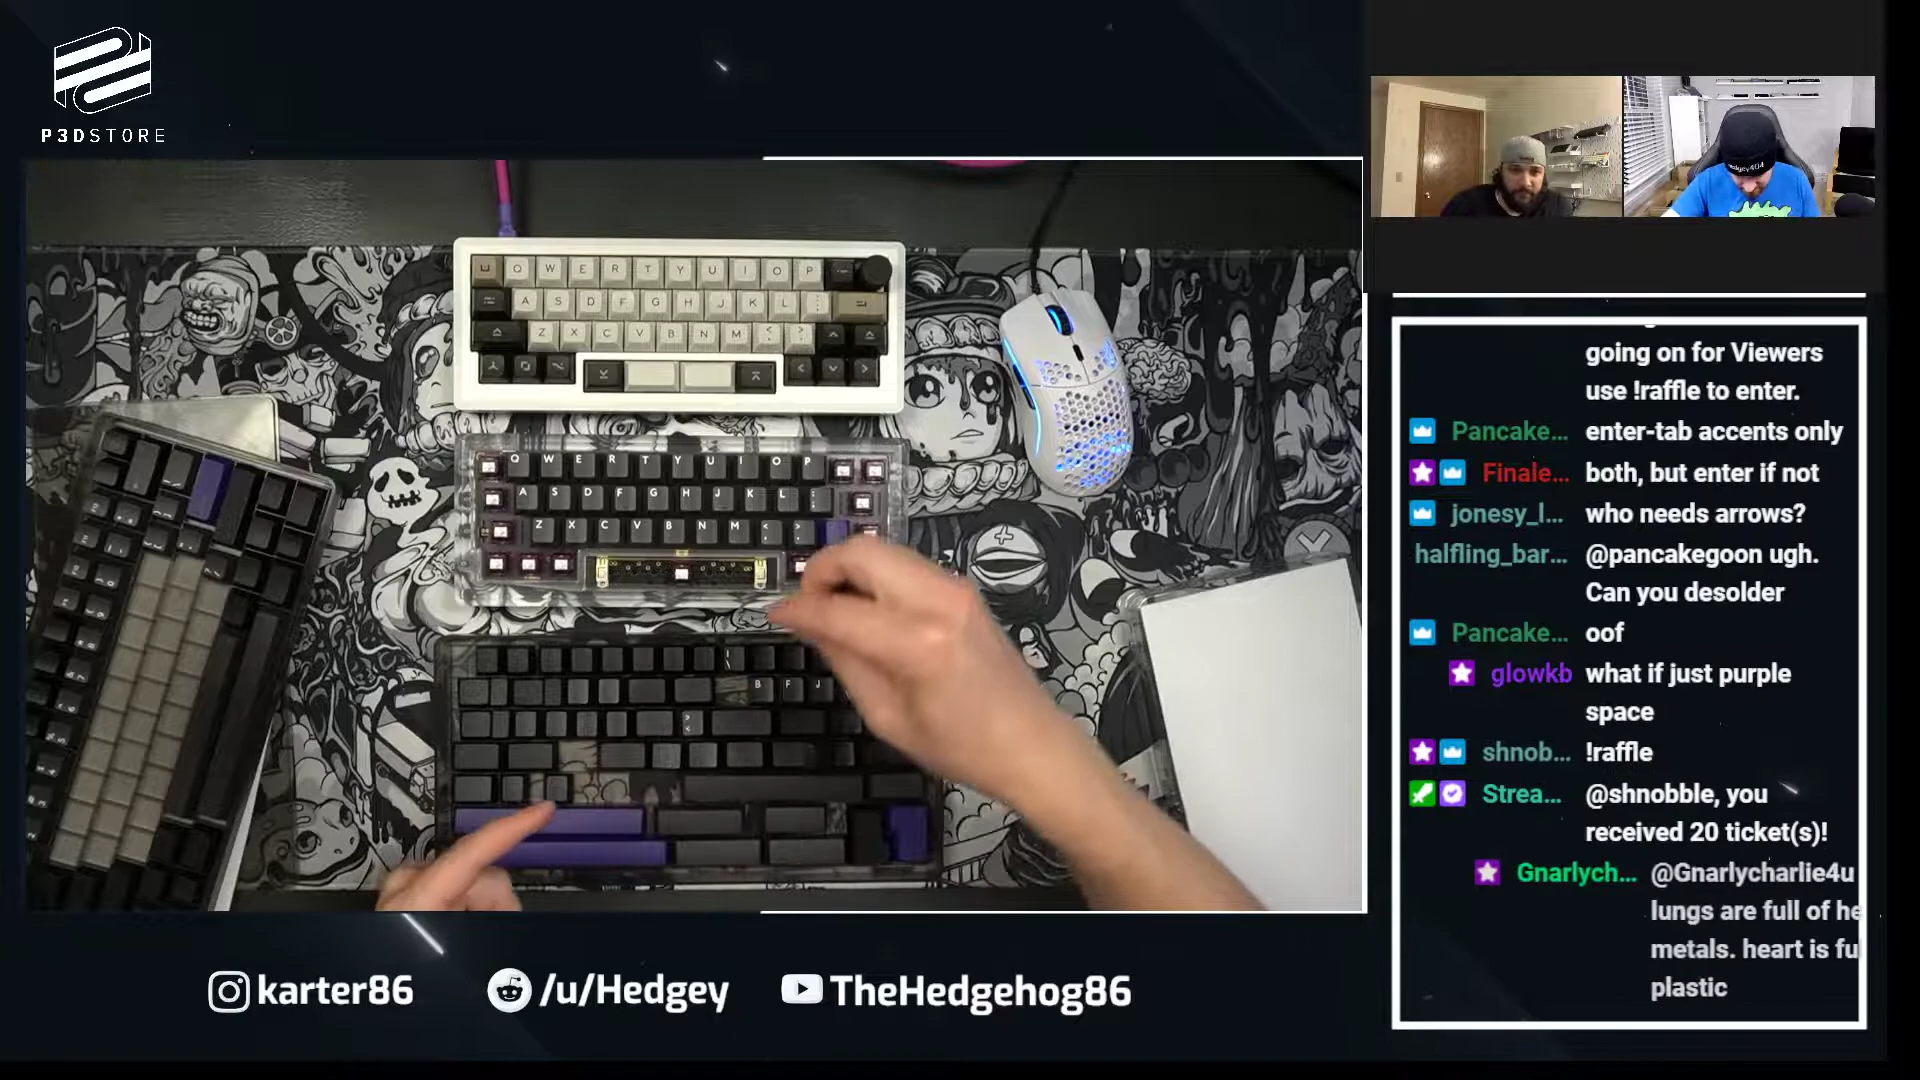 P3DSTORE
going on for Viewers
use !raffle to enter.
Pancake... enter-tab accents only
Finale... both, but enter if not
jonesy_l... who needs arrows?
halfling_bar... @pancakegoon ugh.
Can you desolder
Pancake... oof
glowkb what if just purple
space
shnob... !raffle
Strea... @shnobble, you
received 20 ticket(s)!
Gnarlych... @Gnarlycharlie4u
lungs are full of he
metals. heart is fu
plastic
Q W E R T Y U I O P
A S D F G H J K L
Z X C V B N M
Q W E R T Y U I O P
A S D F G H J K L
Z X C V B N M
B F J
karter86
/u/Hedgey
TheHedgehog86